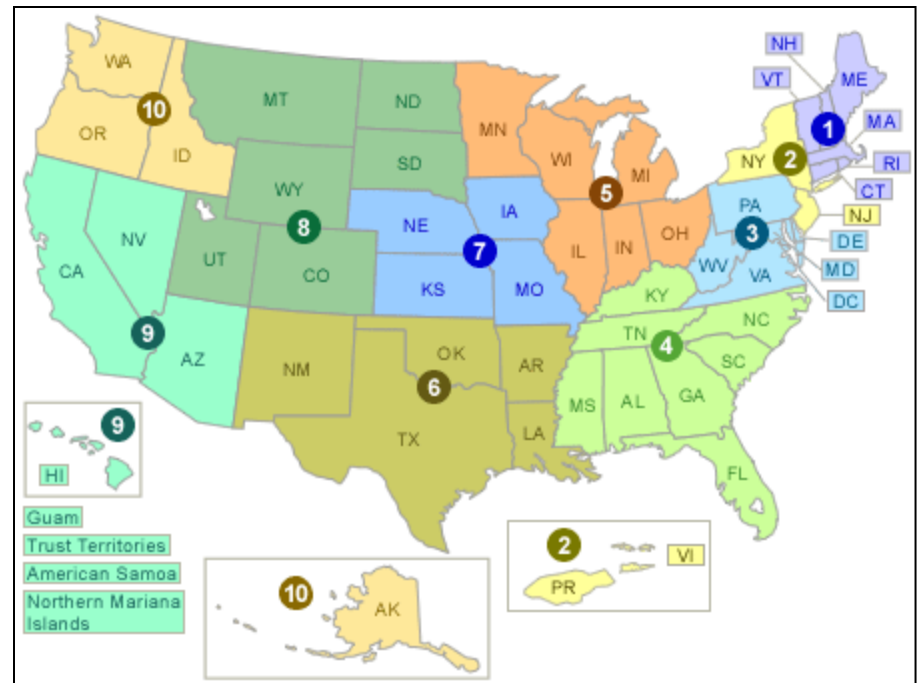 NH
WA
ME
VT
MT
ND
10
MN
1
MA
OR
WI
NY
2
ID
SD
MI
RI
5
CT
WY
PA
IA
NJ
8
NE
OH
3
NV
7
IL
IN
DE
UT
WV
CA
CO
VA
MD
KS
MO
KY
DC
NC
9
TN
4
AZ
OK
SC
NM
AR
6
GA
MS
AL
9
TX
LA
HI
FL
Guam
2
Trust Territories
VI
American Samoa
PR
10
Northern Mariana
AK
Islands